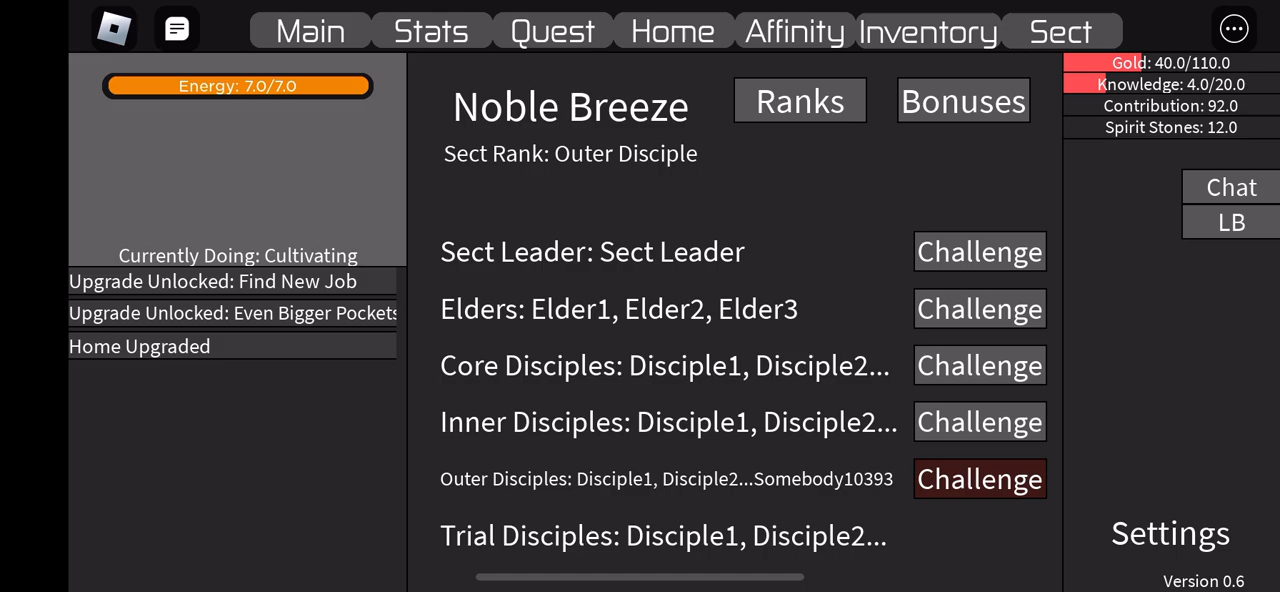 Main
Stats
Quest
Home
Affinity
Inventory
Sect
Energy: 7.0/7.0
Currently Doing: Cultivating
Upgrade Unlocked: Find New Job
Upgrade Unlocked: Even Bigger Pockets
Home Upgraded
Noble Breeze
Ranks
Bonuses
Sect Rank: Outer Disciple
Sect Leader: Sect Leader
Challenge
Elders: Elder1, Elder2, Elder3
Challenge
Core Disciples: Disciple1, Disciple2...
Challenge
Inner Disciples: Disciple1, Disciple2...
Challenge
Outer Disciples: Disciple1, Disciple2...Somebody10393
Challenge
Trial Disciples: Disciple1, Disciple2...
Gold: 40.0/110.0
Knowledge: 4.0/20.0
Contribution: 92.0
Spirit Stones: 12.0
Chat
LB
Settings
Version 0.6